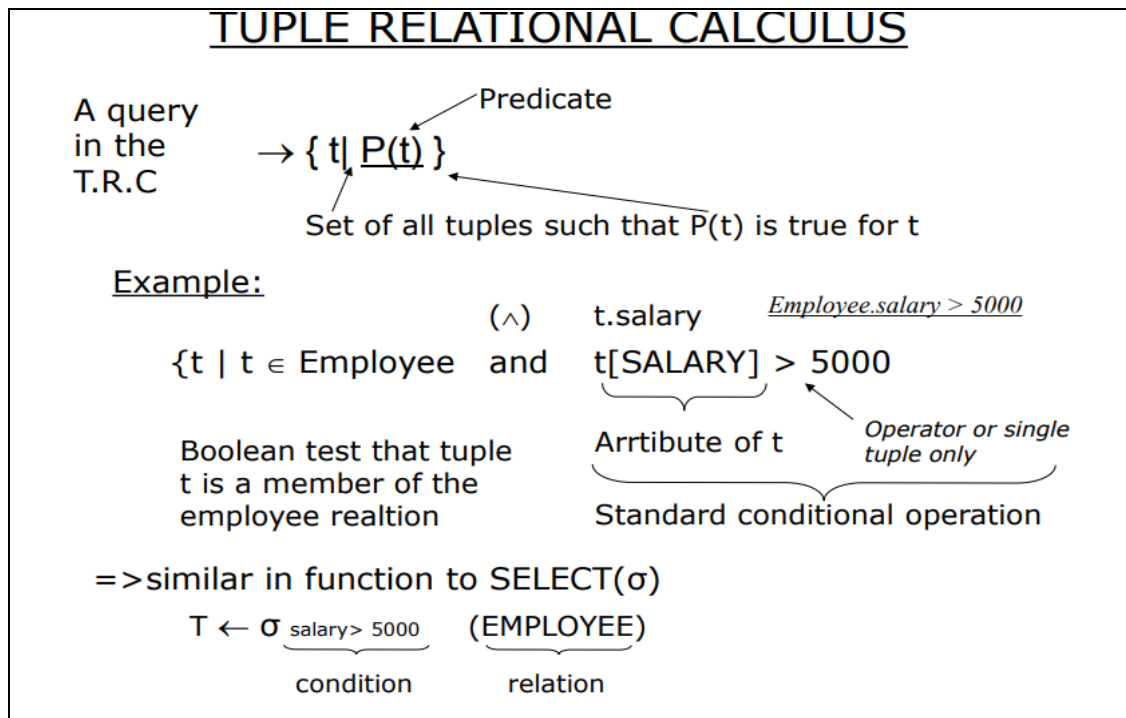 TUPLE RELATIONAL CALCULUS
Predicate
A query
in the
T.R.C
→ { t| P(t) }
Set of all tuples such that P(t) is true for t
Example:
(∧) t.salary Employee.salary > 5000
{t | t ∈ Employee and t[SALARY] > 5000
Arrtibute of t
Operator or single
tuple only
Boolean test that tuple
t is a member of the
employee realtion
Standard conditional operation
=>similar in function to SELECT(σ)
T ← σ salary> 5000 (EMPLOYEE)
condition relation